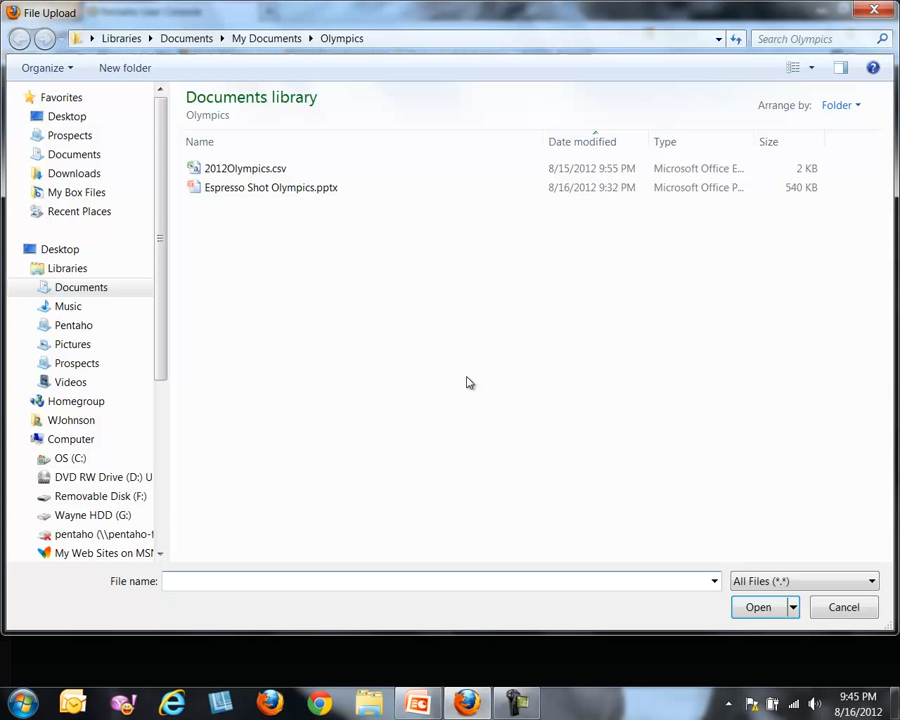 File Upload
Libraries Documents My Documents Olympics
Search Olympics
Organize New folder
Favorites
Desktop
Prospects
Documents
Downloads
My Box Files
Recent Places
Desktop
Libraries
Documents
Music
Pentaho
Pictures
Prospects
Videos
Homegroup
WJohnson
Computer
OS (C:)
DVD RW Drive (D:) U
Removable Disk (F:)
Wayne HDD (G:)
pentaho (\\pentaho-f
My Web Sites on MSN
Documents library
Olympics
Arrange by: Folder
Name Date modified Type Size
2012Olympics.csv 8/15/2012 9:55 PM Microsoft Office E... 2 KB
Espresso Shot Olympics.pptx 8/16/2012 9:32 PM Microsoft Office P... 540 KB
File name:
All Files (*.*)
Open Cancel
9:45 PM
8/16/2012